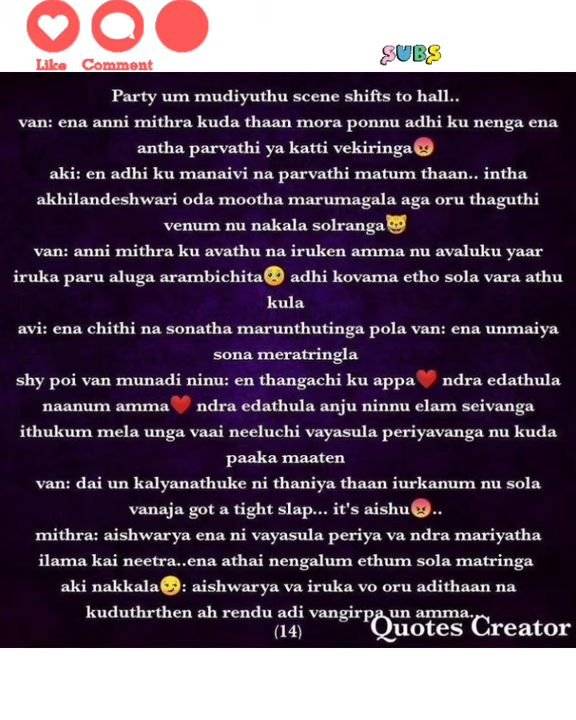 Like Comment
SUBS
Party um mudiyuthu scene shifts to hall..
van: ena anni mithra kuda thaan mora ponnu adhi ku nenga ena
antha parvathi ya katti vekiringa😡
aki: en adhi ku manaivi na parvathi matum thaan.. intha
akhilandeshwari oda mootha marumagala aga oru thaguthi
venum nu nakala solranga😺
van: anni mithra ku avathu na iruken amma nu avaluku yaar
iruka paru aluga arambichita🥺 adhi kovama etho sola vara athu
kula
avi: ena chithi na sonatha marunthutinga pola van: ena unmaiya
sona meratringla
shy poi van munadi ninu: en thangachi ku appa❤ ndra edathula
naanum amma❤ ndra edathula anju ninnu elam seivanga
ithukum mela unga vaai neeluchi vayasula periyavanga nu kuda
paaka maaten
van: dai un kalyanathuke ni thaniya thaan iurkanum nu sola
vanaja got a tight slap... it's aishu😡..
mithra: aishwarya ena ni vayasula periya va ndra mariyatha
ilama kai neetra..ena athai nengalum ethum sola matringa
aki nakkala😏: aishwarya va iruka vo oru adithaan na
kuduthrthen ah rendu adi vangirpa un amma...
(14)
Quotes Creator